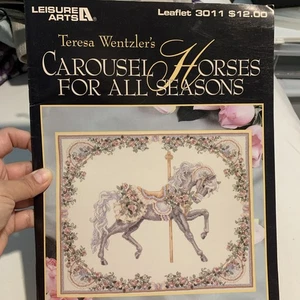 LEISURE
ARTS
Leaflet 3011 $12.00
Teresa Wentzler's
CAROUSEL HORSES
FOR ALL SEASONS